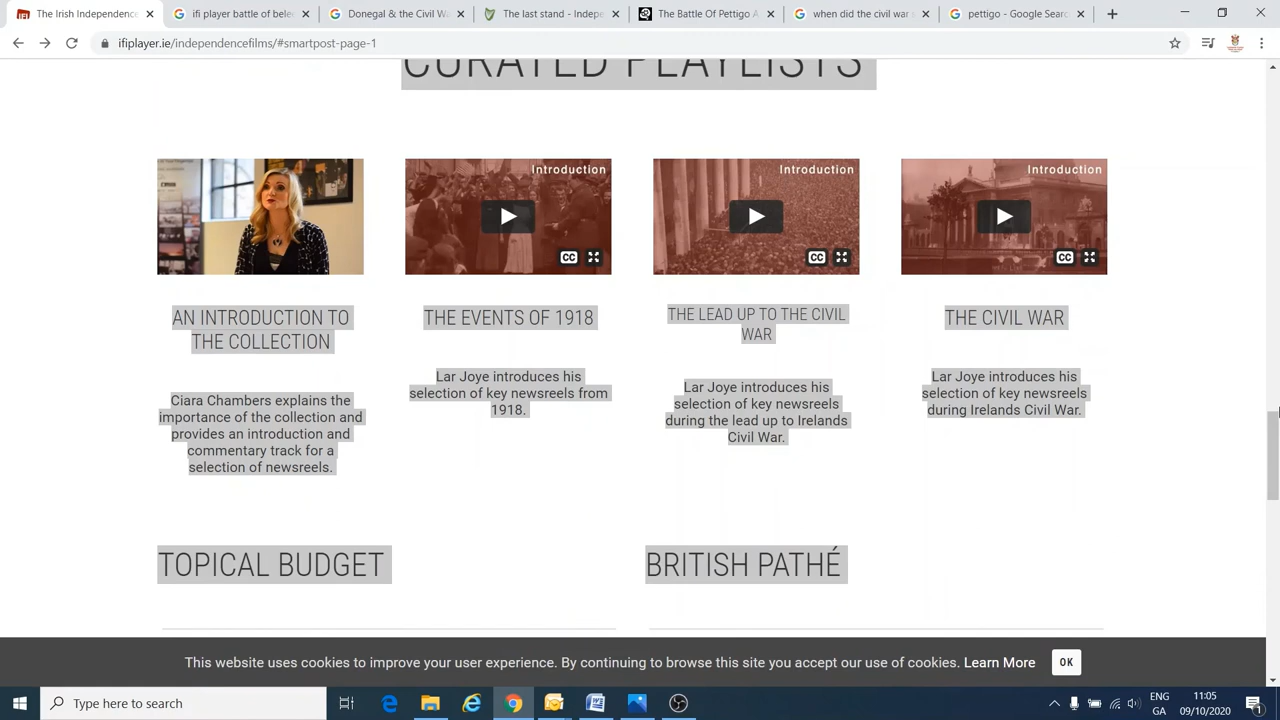 The Irish Independence
ifi player battle of belee
Donegal & the Civil Wa
The last stand - Indepe
The Battle Of Pettigo A
when did the civil war s
pettigo - Google Searc
ifiplayer.ie/independencefilms/#smartpost-page-1
CURATED PLAYLISTS
Introduction
Introduction
Introduction
CC
CC
CC
AN INTRODUCTION TO
THE COLLECTION
Ciara Chambers explains the
importance of the collection and
provides an introduction and
commentary track for a
selection of newsreels.
THE EVENTS OF 1918
Lar Joye introduces his
selection of key newsreels from
1918.
THE LEAD UP TO THE CIVIL
WAR
Lar Joye introduces his
selection of key newsreels
during the lead up to Irelands
Civil War.
THE CIVIL WAR
Lar Joye introduces his
selection of key newsreels
during Irelands Civil War.
TOPICAL BUDGET
BRITISH PATHÉ
This website uses cookies to improve your user experience. By continuing to browse this site you accept our use of cookies. Learn More
OK
Type here to search
ENG
GA
11:05
09/10/2020